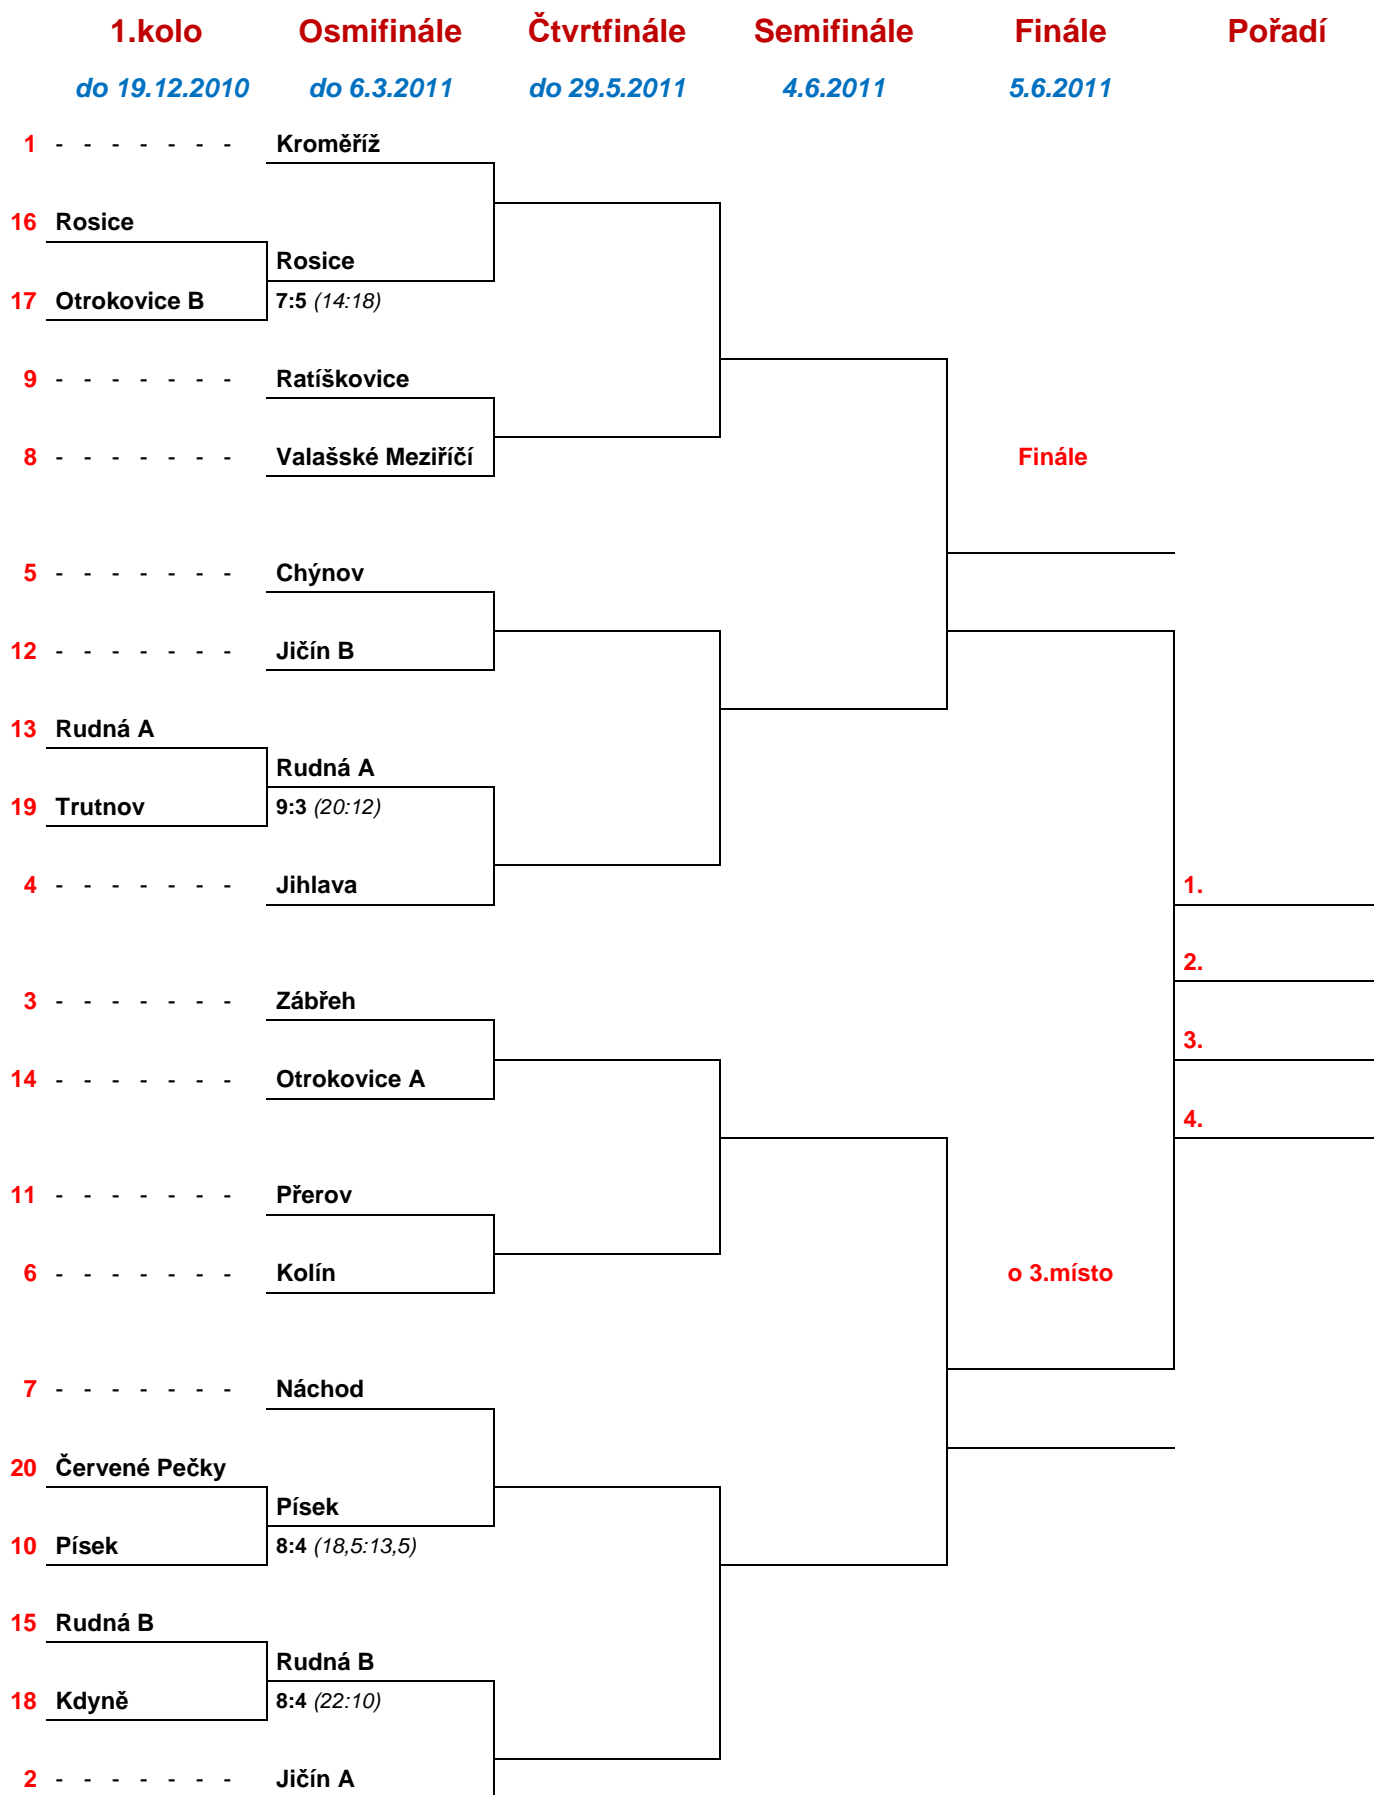 1.kolo Osmifinále Čtvrtfinále Semifinále Finále Pořadí
do 19.12.2010 do 6.3.2011 do 29.5.2011 4.6.2011 5.6.2011
1 - - - - - - - Kroměříž
16 Rosice
Rosice
17 Otrokovice B 7:5 (14:18)
9 - - - - - - - Ratíškovice
8 - - - - - - - Valašské Meziříčí Finále
5 - - - - - - - Chýnov
12 - - - - - - - Jičín B
13 Rudná A
Rudná A
19 Trutnov 9:3 (20:12)
4 - - - - - - - Jihlava 1.
2.
3 - - - - - - - Zábřeh
3.
14 - - - - - - - Otrokovice A
4.
11 - - - - - - - Přerov
6 - - - - - - - Kolín o 3.místo
7 - - - - - - - Náchod
20 Červené Pečky
Písek
10 Písek 8:4 (18,5:13,5)
15 Rudná B
Rudná B
18 Kdyně 8:4 (22:10)
2 - - - - - - - Jičín A